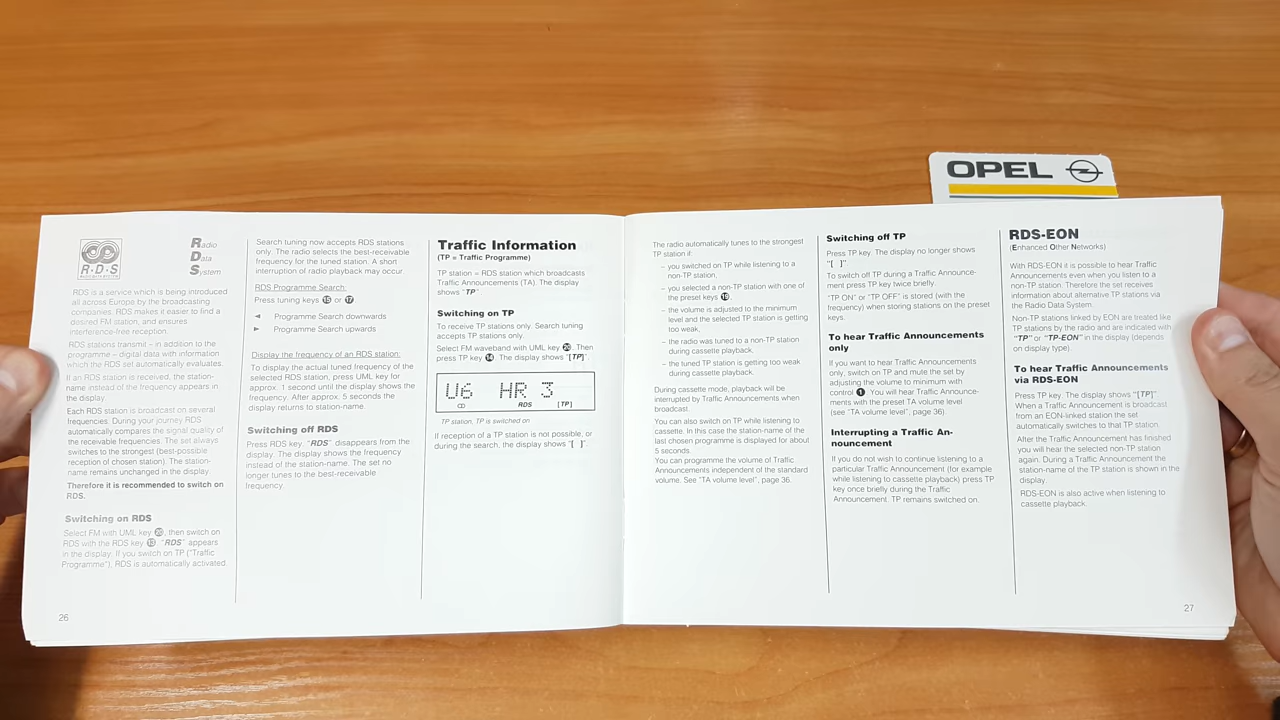 OPEL
R·D·S
Radio
Data
System
RDS is a service which is being introduced
all across Europe by the broadcasting
companies. RDS makes it easier to find a
desired FM station, and ensures
interference-free reception.
RDS stations transmit – in addition to the
programme – digital data with information
which the RDS set automatically evaluates.
If an RDS station is received, the station-
name instead of the frequency appears in
the display.
Each RDS station is broadcast on several
frequencies. During your journey RDS
automatically compares the signal quality of
the receivable frequencies. The set always
switches to the strongest (best-possible
reception of chosen station). The station-
name remains unchanged in the display.
Therefore it is recommended to switch on
RDS.
Switching on RDS
Select FM with UML key 20, then switch on
RDS with the RDS key 13. "RDS" appears
in the display. If you switch on TP ("Traffic
Programme"), RDS is automatically activated.
26
Search tuning now accepts RDS stations
only. The radio selects the best-receivable
frequency for the tuned station. A short
interruption of radio playback may occur.
RDS Programme Search:
Press tuning keys 15 or 17
◄ Programme Search downwards
► Programme Search upwards
Display the frequency of an RDS station:
To display the actual tuned frequency of the
selected RDS station, press UML key for
approx. 1 second until the display shows the
frequency. After approx. 5 seconds the
display returns to station-name.
Switching off RDS
Press RDS key. "RDS" disappears from the
display. The display shows the frequency
instead of the station-name. The set no
longer tunes to the best-receivable
frequency.
Traffic Information
(TP = Traffic Programme)
TP station = RDS station which broadcasts
Traffic Announcements (TA). The display
shows "TP"
Switching on TP
To receive TP stations only. Search tuning
accepts TP stations only.
Select FM waveband with UML key 20. Then
press TP key 14. The display shows "[TP]".
U6 HR 3
RDS [TP]
TP station, TP is switched on
If reception of a TP station is not possible, or
during the search, the display shows "[ ]"
The radio automatically tunes to the strongest
TP station if:
– you switched on TP while listening to a
non-TP station,
– you selected a non-TP station with one of
the preset keys 19,
– the volume is adjusted to the minimum
level and the selected TP station is getting
too weak,
– the radio was tuned to a non-TP station
during cassette playback,
– the tuned TP station is getting too weak
during cassette playback.
During cassette mode, playback will be
interrupted by Traffic Announcements when
broadcast.
You can also switch on TP while listening to
cassette. In this case the station-name of the
last chosen programme is displayed for about
5 seconds.
You can programme the volume of Traffic
Announcements independent of the standard
volume. See "TA volume level", page 36.
Switching off TP
Press TP key. The display no longer shows
"[ ]"
To switch off TP during a Traffic Announce-
ment press TP key twice briefly.
"TP ON" or "TP OFF" is stored (with the
frequency) when storing stations on the preset
keys.
To hear Traffic Announcements
only
If you want to hear Traffic Announcements
only, switch on TP and mute the set by
adjusting the volume to minimum with
control 1. You will hear Traffic Announce-
ments with the preset TA volume level
(see "TA volume level", page 36)
Interrupting a Traffic An-
nouncement
If you do not wish to continue listening to a
particular Traffic Announcement (for example
while listening to cassette playback) press TP
key once briefly during the Traffic
Announcement. TP remains switched on.
RDS-EON
(Enhanced Other Networks)
With RDS-EON it is possible to hear Traffic
Announcements even when you listen to a
non-TP station. Therefore the set receives
information about alternative TP stations via
the Radio Data System.
Non-TP stations linked by EON are treated like
TP stations by the radio and are indicated with
"TP" or "TP-EON" in the display (depends
on display type).
To hear Traffic Announcements
via RDS-EON
Press TP key. The display shows "[TP]"
When a Traffic Announcement is broadcast
from an EON-linked station the set
automatically switches to that TP station.
After the Traffic Announcement has finished
you will hear the selected non-TP station
again. During a Traffic Announcement the
station-name of the TP station is shown in the
display.
RDS-EON is also active when listening to
cassette playback.
27